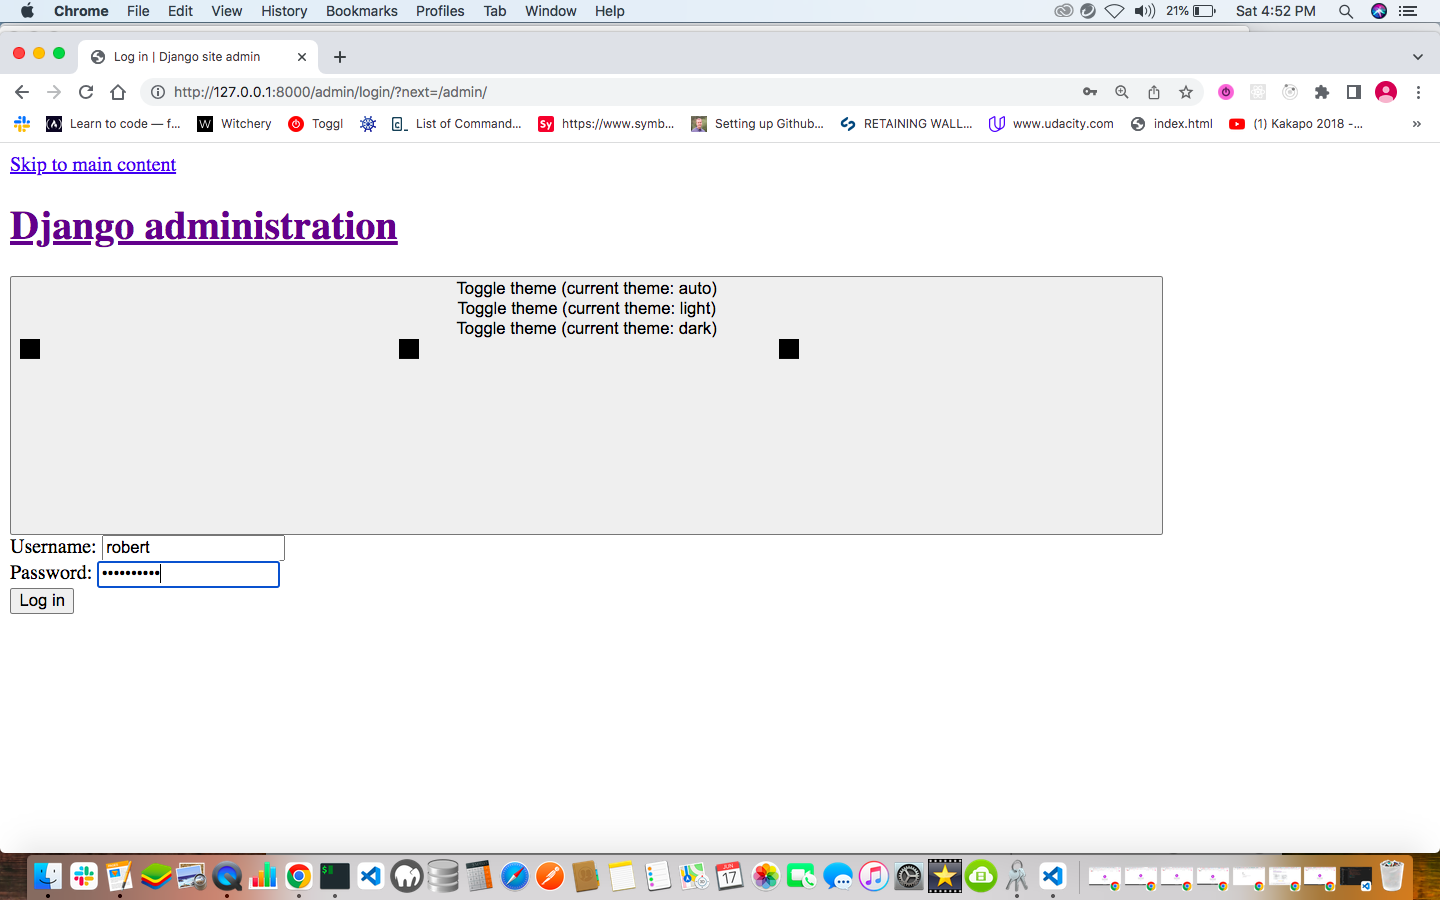 Chrome File Edit View History Bookmarks Profiles Tab Window Help 21% Sat 4:52 PM
Log in | Django site admin
http://127.0.0.1:8000/admin/login/?next=/admin/
Learn to code — f... W Witchery Toggl List of Command... Sy https://www.symb... Setting up Github... RETAINING WALL... www.udacity.com index.html (1) Kakapo 2018 -... »
Skip to main content
Django administration
Toggle theme (current theme: auto)
Toggle theme (current theme: light)
Toggle theme (current theme: dark)
Username: robert
Password: ••••••••••
Log in
JUN
17